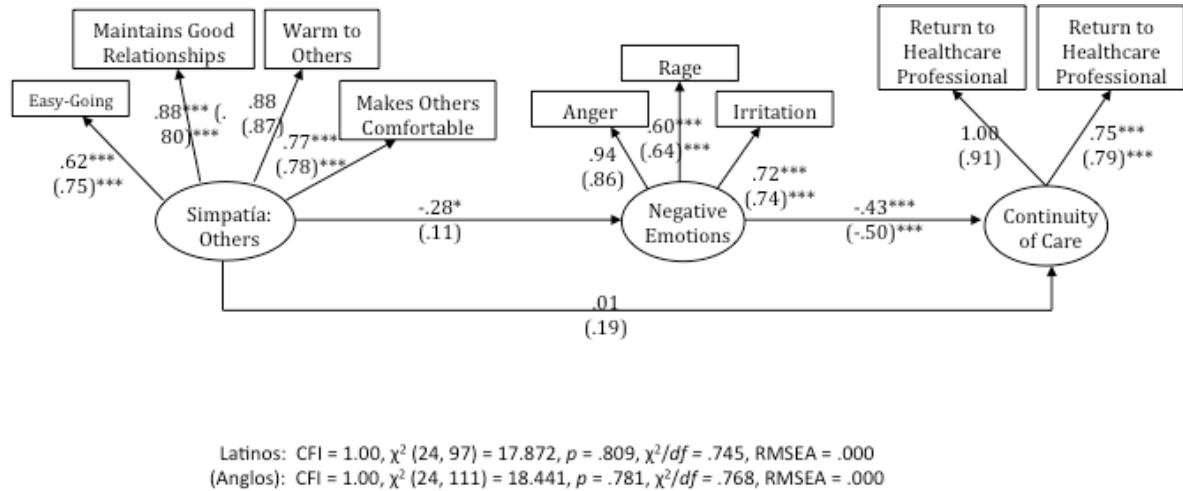 Maintains Good
Relationships
Warm to
Others
Easy-Going
Makes Others
Comfortable
.62***
(.75)***
.88*** (.
80)***
.88
(.87)
.77***
(.78)***
Simpatía:
Others
-.28*
(.11)
Rage
Anger
Irritation
.94
(.86)
.60***
(.64)***
.72***
(.74)***
Negative
Emotions
-.43***
(-.50)***
Return to
Healthcare
Professional
Return to
Healthcare
Professional
1.00
(.91)
.75***
(.79)***
Continuity
of Care
.01
(.19)
Latinos: CFI = 1.00, χ² (24, 97) = 17.872, p = .809, χ²/df = .745, RMSEA = .000
(Anglos): CFI = 1.00, χ² (24, 111) = 18.441, p = .781, χ²/df = .768, RMSEA = .000